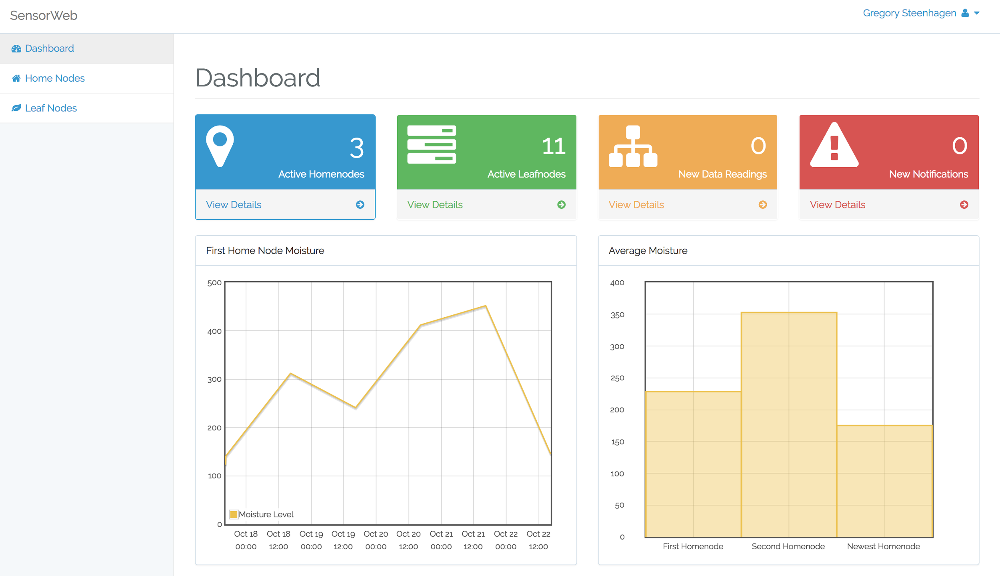 SensorWeb
Gregory Steenhagen
Dashboard
Home Nodes
Leaf Nodes
Dashboard
3
Active Homenodes
View Details
11
Active Leafnodes
View Details
0
New Data Readings
View Details
0
New Notifications
View Details
First Home Node Moisture
500
400
300
200
100
0
Moisture Level
Oct 18 Oct 18 Oct 19 Oct 19 Oct 20 Oct 20 Oct 21 Oct 21 Oct 22 Oct 22
00:00 12:00 00:00 12:00 00:00 12:00 00:00 12:00 00:00 12:00
Average Moisture
400
350
300
250
200
150
100
50
0
First Homenode Second Homenode Newest Homenode